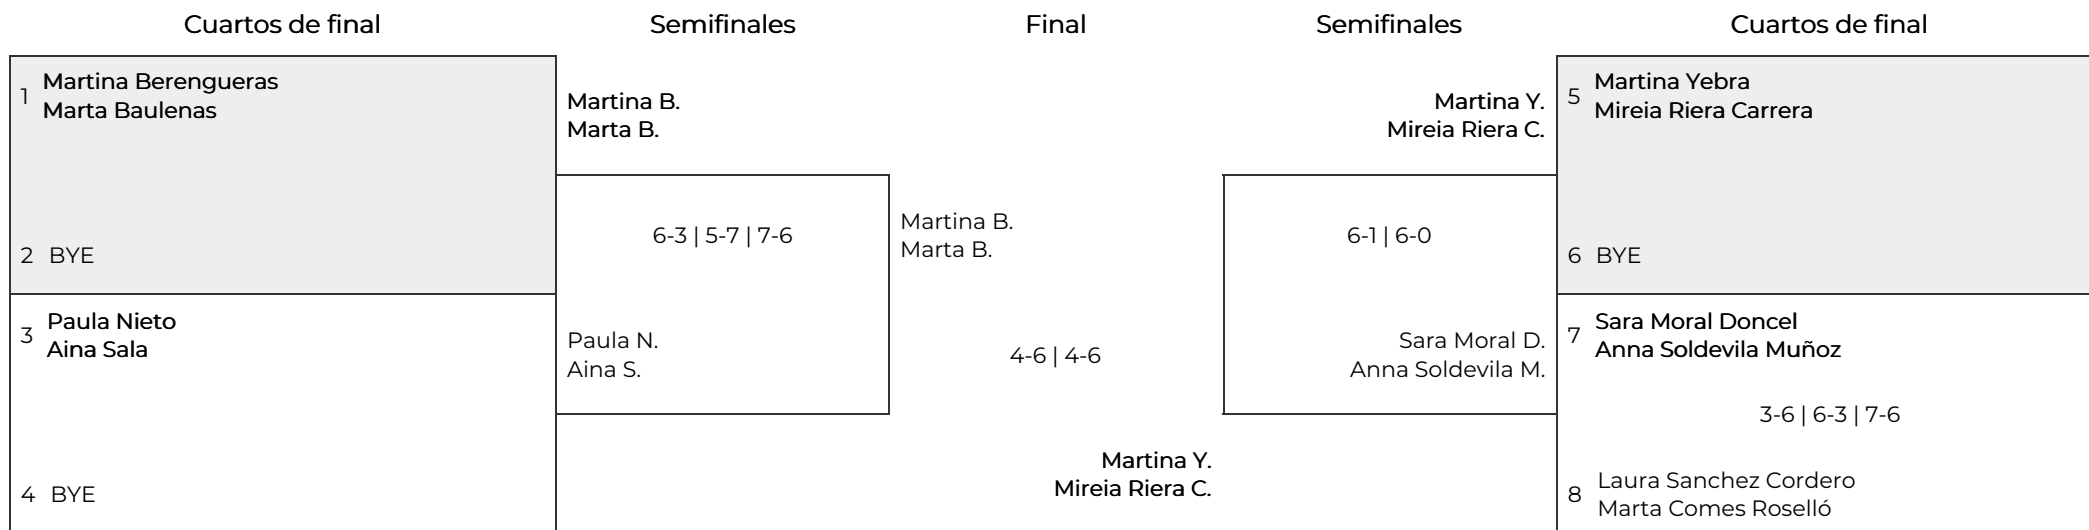 Cuartos de final
Semifinales
Final
Semifinales
Cuartos de final
1
Martina Berengueras
Marta Baulenas
2 BYE
3
Paula Nieto
Aina Sala
4 BYE
Martina B.
Marta B.
6-3 | 5-7 | 7-6
Paula N.
Aina S.
Martina B.
Marta B.
4-6 | 4-6
Martina Y.
Mireia Riera C.
Martina Y.
Mireia Riera C.
6-1 | 6-0
Sara Moral D.
Anna Soldevila M.
5
Martina Yebra
Mireia Riera Carrera
6 BYE
7
Sara Moral Doncel
Anna Soldevila Muñoz
3-6 | 6-3 | 7-6
8
Laura Sanchez Cordero
Marta Comes Roselló